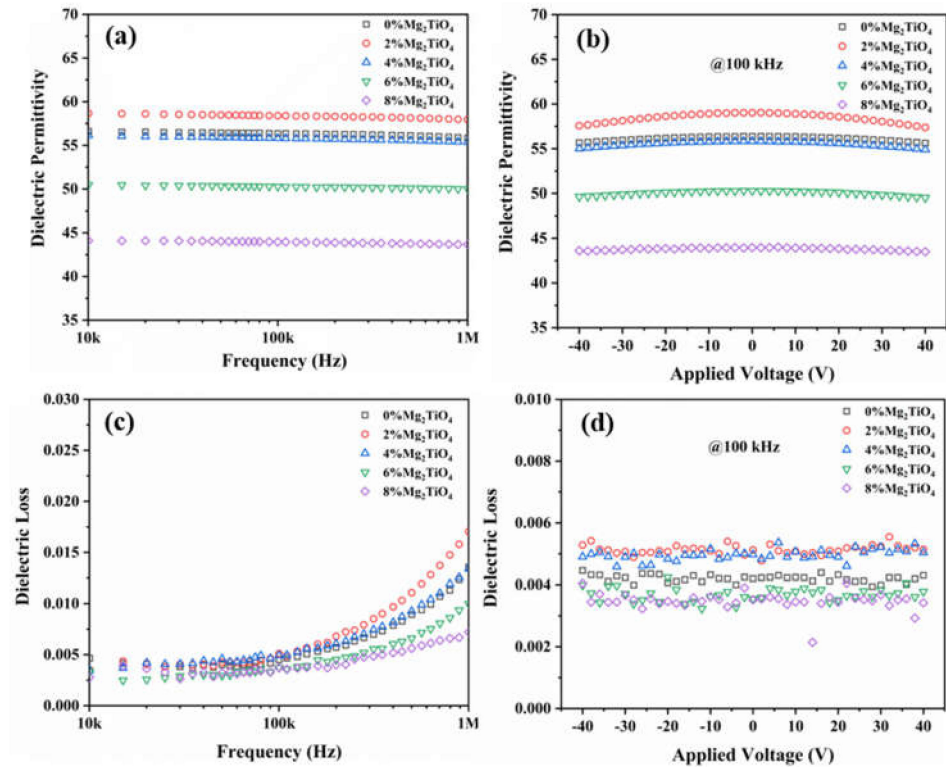 (a)
0%Mg₂TiO₄
2%Mg₂TiO₄
4%Mg₂TiO₄
6%Mg₂TiO₄
8%Mg₂TiO₄
Dielectric Permittivity
70
65
60
55
50
45
40
35
10k
100k
1M
Frequency (Hz)
(b)
@100 kHz
0%Mg₂TiO₄
2%Mg₂TiO₄
4%Mg₂TiO₄
6%Mg₂TiO₄
8%Mg₂TiO₄
Dielectric Permittivity
70
65
60
55
50
45
40
35
-40 -30 -20 -10 0 10 20 30 40
Applied Voltage (V)
(c)
0%Mg₂TiO₄
2%Mg₂TiO₄
4%Mg₂TiO₄
6%Mg₂TiO₄
8%Mg₂TiO₄
Dielectric Loss
0.030
0.025
0.020
0.015
0.010
0.005
0.000
10k
100k
1M
Frequency (Hz)
(d)
@100 kHz
0%Mg₂TiO₄
2%Mg₂TiO₄
4%Mg₂TiO₄
6%Mg₂TiO₄
8%Mg₂TiO₄
Dielectric Loss
0.010
0.008
0.006
0.004
0.002
0.000
-40 -30 -20 -10 0 10 20 30 40
Applied Voltage (V)